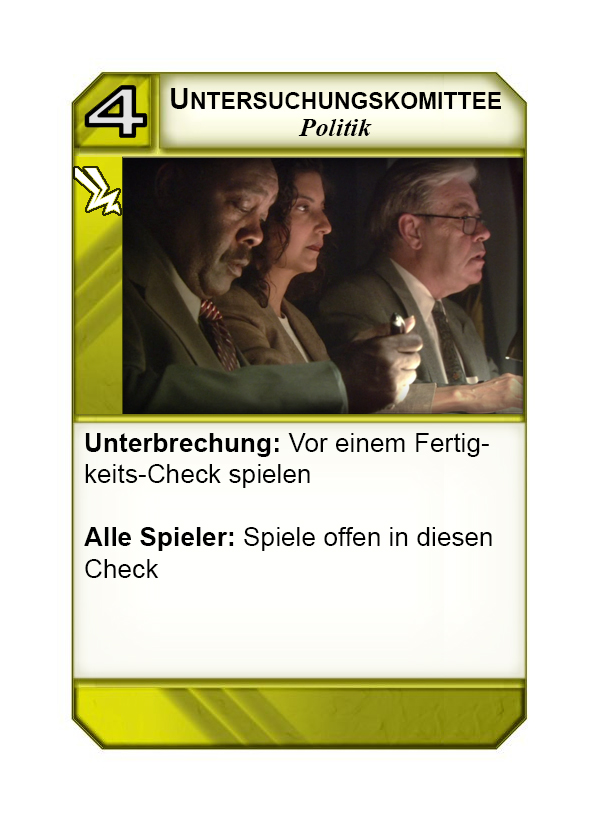 4
UNTERSUCHUNGSKOMITTEE
Politik
Unterbrechung: Vor einem Fertig-
keits-Check spielen
Alle Spieler: Spiele offen in diesen
Check